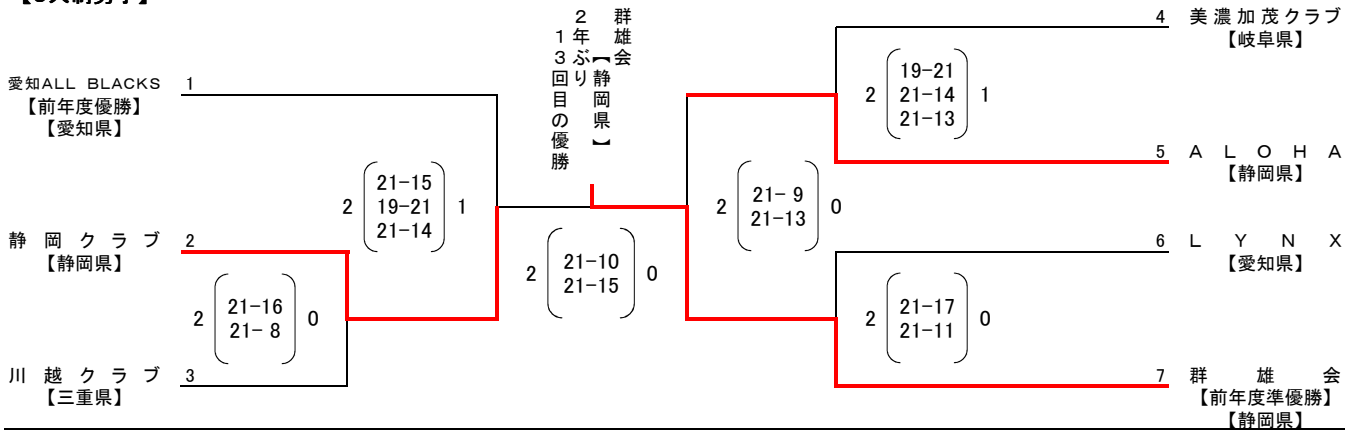 愛知ALL BLACKS 1
【前年度優勝】
【愛知県】
静岡クラブ 2
【静岡県】
川越クラブ 3
【三重県】
2 21-16 0
21- 8
2 21-15 1
19-21
21-14
群雄会【静岡県】
2年ぶり13回目の優勝
2 21-10 0
21-15
2 21- 9 0
21-13
2 19-21 1
21-14
21-13
2 21-17 0
21-11
4 美濃加茂クラブ
【岐阜県】
5 ALOHA
【静岡県】
6 LYNX
【愛知県】
7 群雄会
【前年度準優勝】
【静岡県】